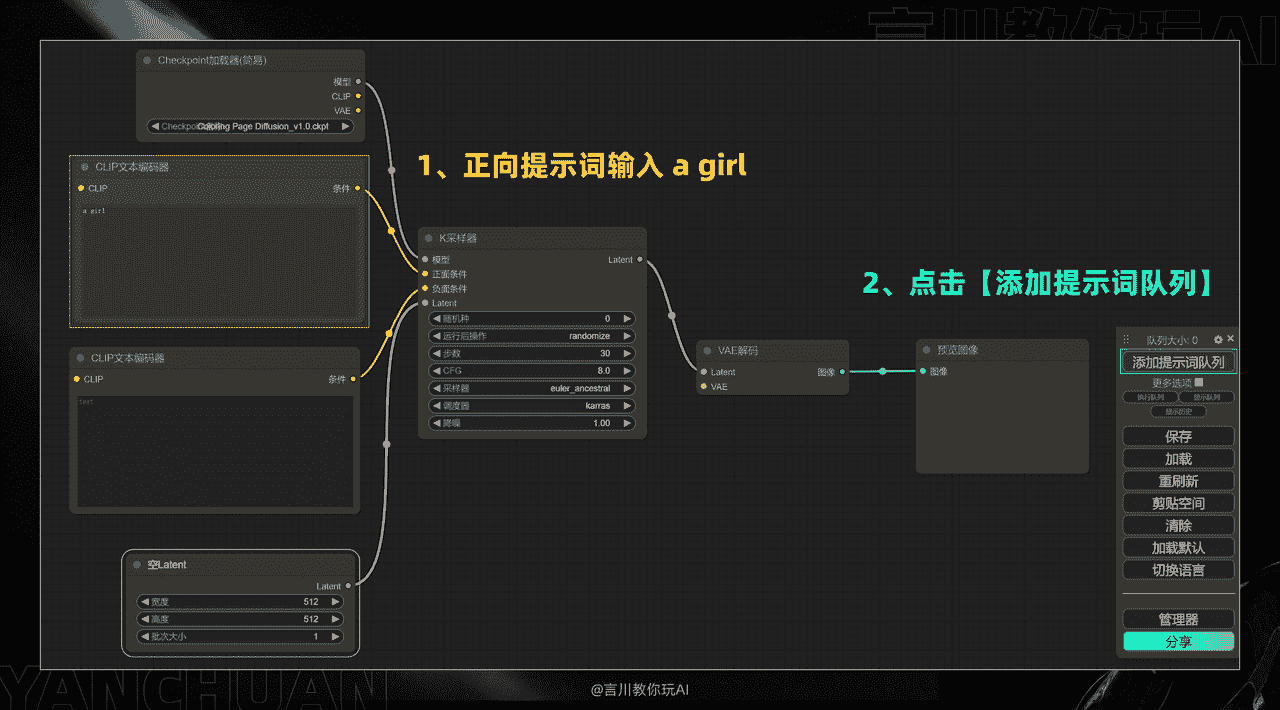 言川教你玩AI
Checkpoint加载器(简易)
模型
CLIP
VAE
Coloring Page Diffusion_v1.0.ckpt
CLIP文本编码器
CLIP 条件
a girl
1、正向提示词输入 a girl
K采样器
模型 Latent
正面条件
负面条件
Latent
随机种 0
运行后操作 randomize
步数 30
CFG 8.0
采样器 euler_ancestral
调度器 karras
降噪 1.00
CLIP文本编码器
CLIP 条件
text
空Latent
Latent
宽度 512
高度 512
批次大小 1
VAE解码
Latent 图像
VAE
预览图像
图像
2、点击【添加提示词队列】
队列大小: 0
添加提示词队列
更多选项
执行队列 显示队列
显示历史
保存
加载
重刷新
剪贴空间
清除
加载默认
切换语言
管理器
分享
YANCHUAN
@言川教你玩AI